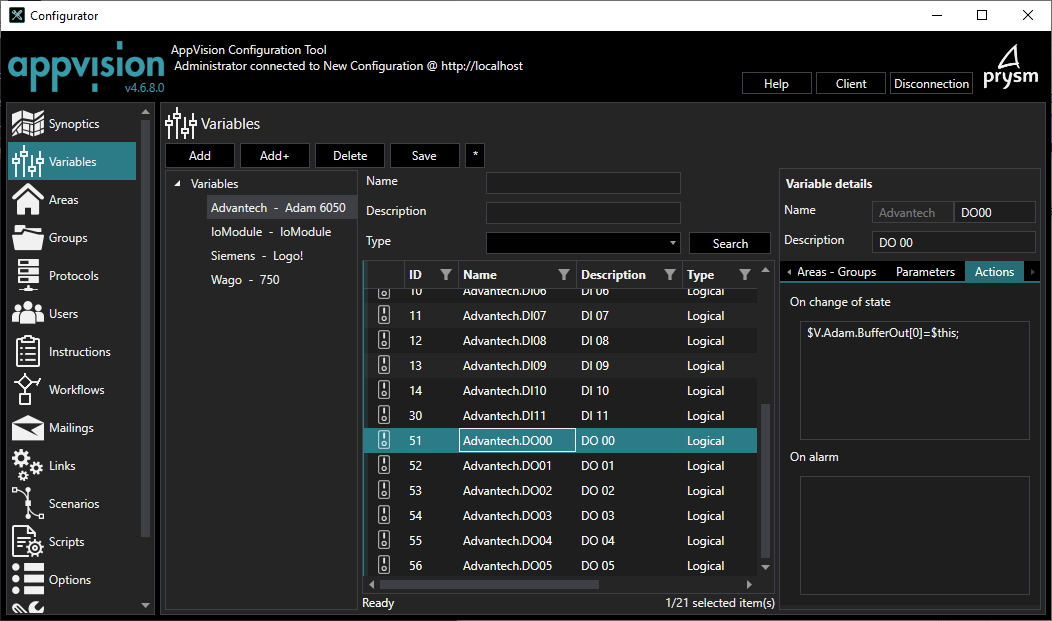 Configurator
appvision
v4.6.8.0
AppVision Configuration Tool
Administrator connected to New Configuration @ http://localhost
Help
Client
Disconnection
prysm
Synoptics
Variables
Areas
Groups
Protocols
Users
Instructions
Workflows
Mailings
Links
Scenarios
Scripts
Options
Variables
Add
Add+
Delete
Save
*
Variables
Advantech - Adam 6050
IoModule - IoModule
Siemens - Logo!
Wago - 750
Name
Description
Type
Search
ID Name Description Type
10 Advantech.DI06 DI 06 Logical
11 Advantech.DI07 DI 07 Logical
12 Advantech.DI08 DI 08 Logical
13 Advantech.DI09 DI 09 Logical
14 Advantech.DI10 DI 10 Logical
30 Advantech.DI11 DI 11 Logical
51 Advantech.DO00 DO 00 Logical
52 Advantech.DO01 DO 01 Logical
53 Advantech.DO02 DO 02 Logical
54 Advantech.DO03 DO 03 Logical
55 Advantech.DO04 DO 04 Logical
56 Advantech.DO05 DO 05 Logical
Ready
1/21 selected item(s)
Variable details
Name Advantech DO00
Description DO 00
Areas - Groups Parameters Actions
On change of state
$V.Adam.BufferOut[0]=$this;
On alarm